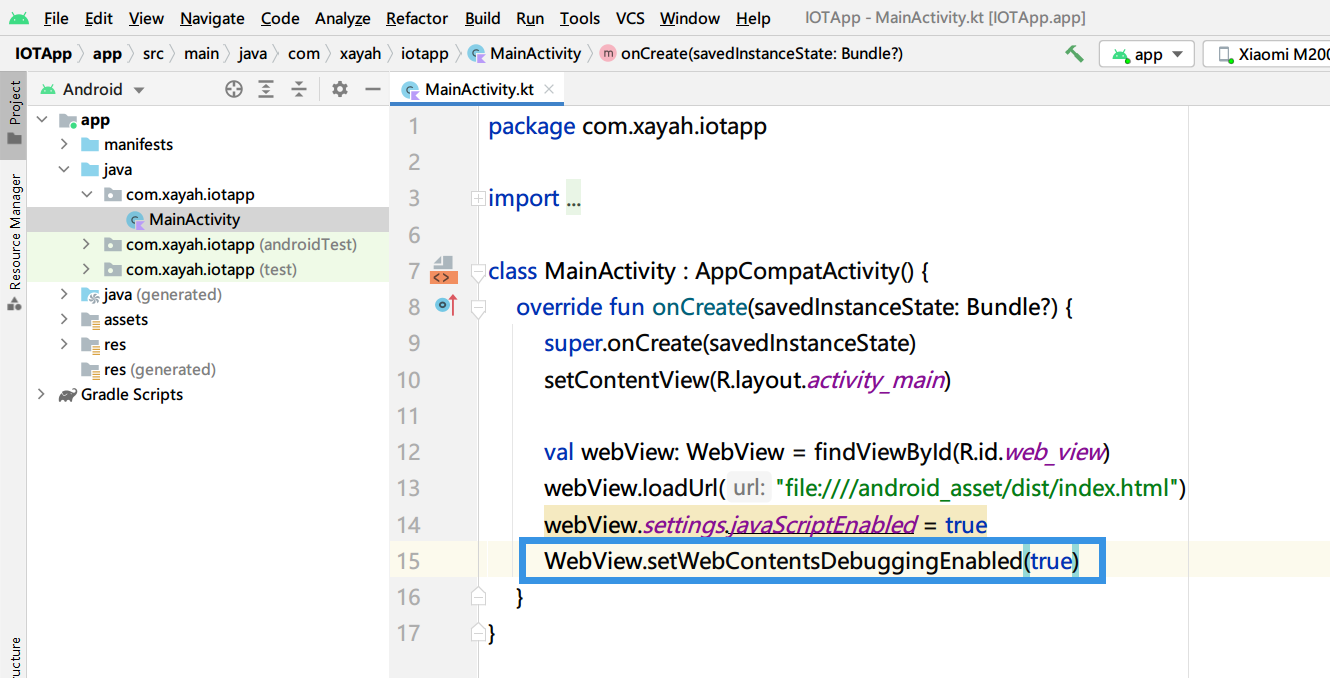 File Edit View Navigate Code Analyze Refactor Build Run Tools VCS Window Help IOTApp - MainActivity.kt [IOTApp.app]
IOTApp app src main java com xayah iotapp MainActivity m onCreate(savedInstanceState: Bundle?) app Xiaomi M200
Project
Resource Manager
ucture
Android
app
manifests
java
com.xayah.iotapp
MainActivity
com.xayah.iotapp (androidTest)
com.xayah.iotapp (test)
java (generated)
assets
res
res (generated)
Gradle Scripts
MainActivity.kt
1 package com.xayah.iotapp
2
3 import ...
6
7 class MainActivity : AppCompatActivity() {
8 override fun onCreate(savedInstanceState: Bundle?) {
9 super.onCreate(savedInstanceState)
10 setContentView(R.layout.activity_main)
11
12 val webView: WebView = findViewById(R.id.web_view)
13 webView.loadUrl( url: "file:////android_asset/dist/index.html")
14 webView.settings.javaScriptEnabled = true
15 WebView.setWebContentsDebuggingEnabled(true)
16 }
17 }